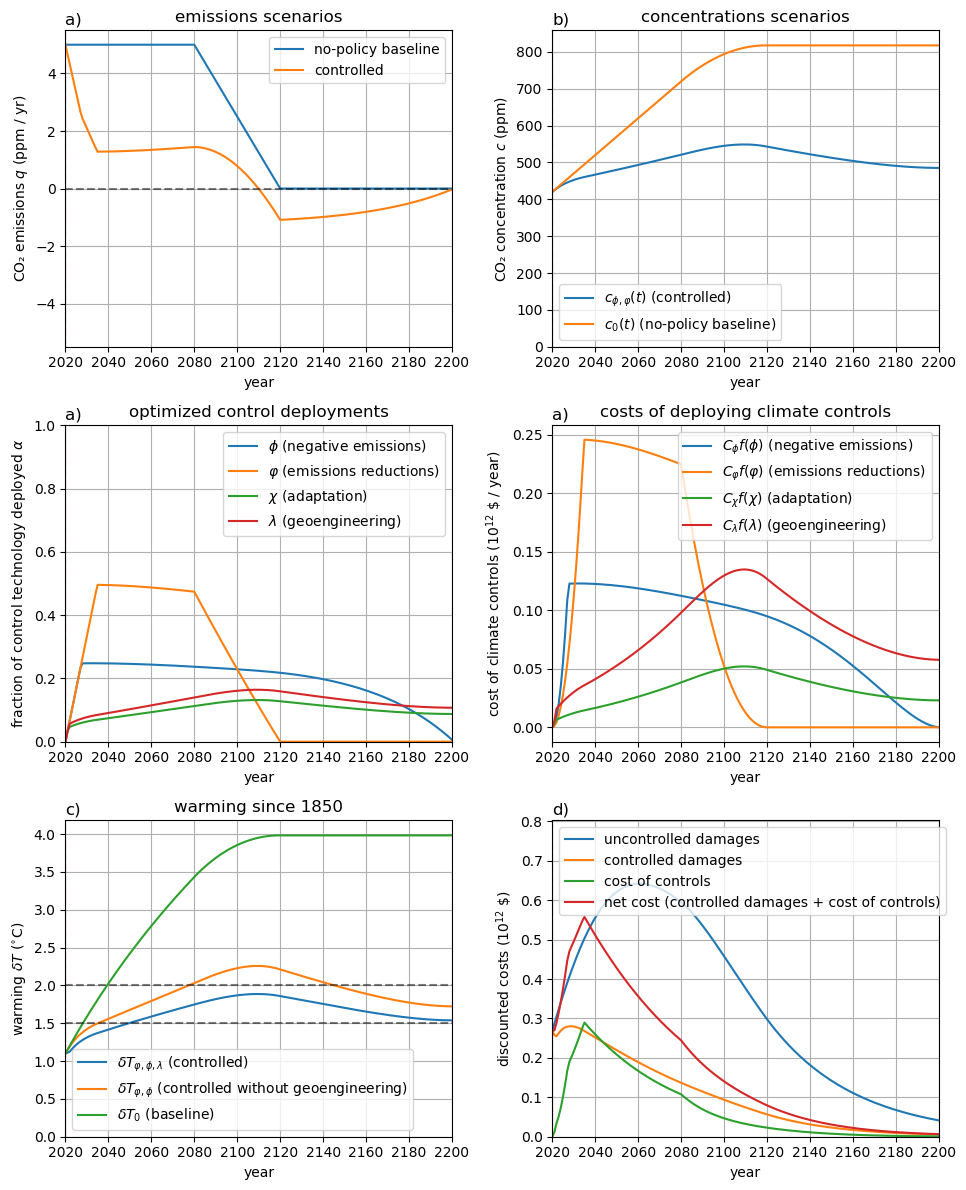 a)
emissions scenarios
CO₂ emissions q (ppm / yr)
4
2
0
−2
−4
no-policy baseline
controlled
2020 2040 2060 2080 2100 2120 2140 2160 2180 2200
year
b)
concentrations scenarios
CO₂ concentration c (ppm)
800
700
600
500
400
300
200
100
0
cϕ,φ(t) (controlled)
c0(t) (no-policy baseline)
2020 2040 2060 2080 2100 2120 2140 2160 2180 2200
year
a)
optimized control deployments
fraction of control technology deployed α
1.0
0.8
0.6
0.4
0.2
0.0
ϕ (negative emissions)
φ (emissions reductions)
χ (adaptation)
λ (geoengineering)
2020 2040 2060 2080 2100 2120 2140 2160 2180 2200
year
a)
costs of deploying climate controls
cost of climate controls (10¹² $ / year)
0.25
0.20
0.15
0.10
0.05
0.00
Cϕf(ϕ) (negative emissions)
Cφf(φ) (emissions reductions)
Cχf(χ) (adaptation)
Cλf(λ) (geoengineering)
2020 2040 2060 2080 2100 2120 2140 2160 2180 2200
year
c)
warming since 1850
warming δT (°C)
4.0
3.5
3.0
2.5
2.0
1.5
1.0
0.5
0.0
δTφ,ϕ,λ (controlled)
δTφ,ϕ (controlled without geoengineering)
δT0 (baseline)
2020 2040 2060 2080 2100 2120 2140 2160 2180 2200
year
d)
discounted costs (10¹² $)
0.8
0.7
0.6
0.5
0.4
0.3
0.2
0.1
0.0
uncontrolled damages
controlled damages
cost of controls
net cost (controlled damages + cost of controls)
2020 2040 2060 2080 2100 2120 2140 2160 2180 2200
year